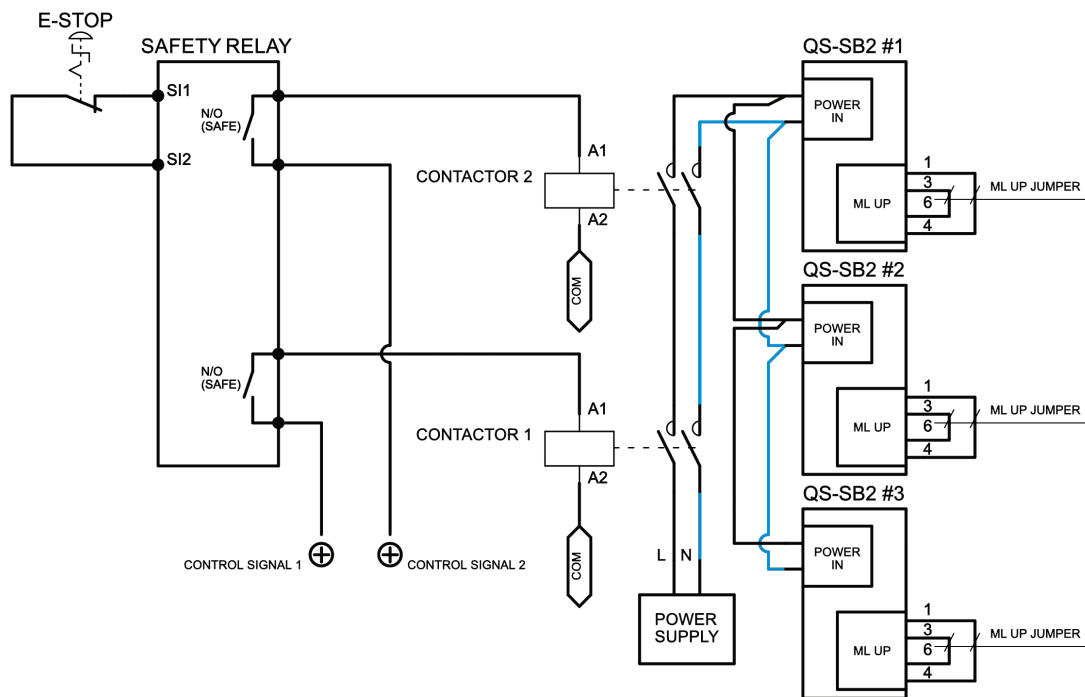 E-STOP
SAFETY RELAY
SI1
SI2
N/O
(SAFE)
N/O
(SAFE)
CONTROL SIGNAL 1
CONTROL SIGNAL 2
CONTACTOR 2
A1
A2
COM
CONTACTOR 1
A1
A2
COM
L N
POWER
SUPPLY
QS-SB2 #1
POWER
IN
ML UP
1
3
6
4
ML UP JUMPER
QS-SB2 #2
POWER
IN
ML UP
1
3
6
4
ML UP JUMPER
QS-SB2 #3
POWER
IN
ML UP
1
3
6
4
ML UP JUMPER